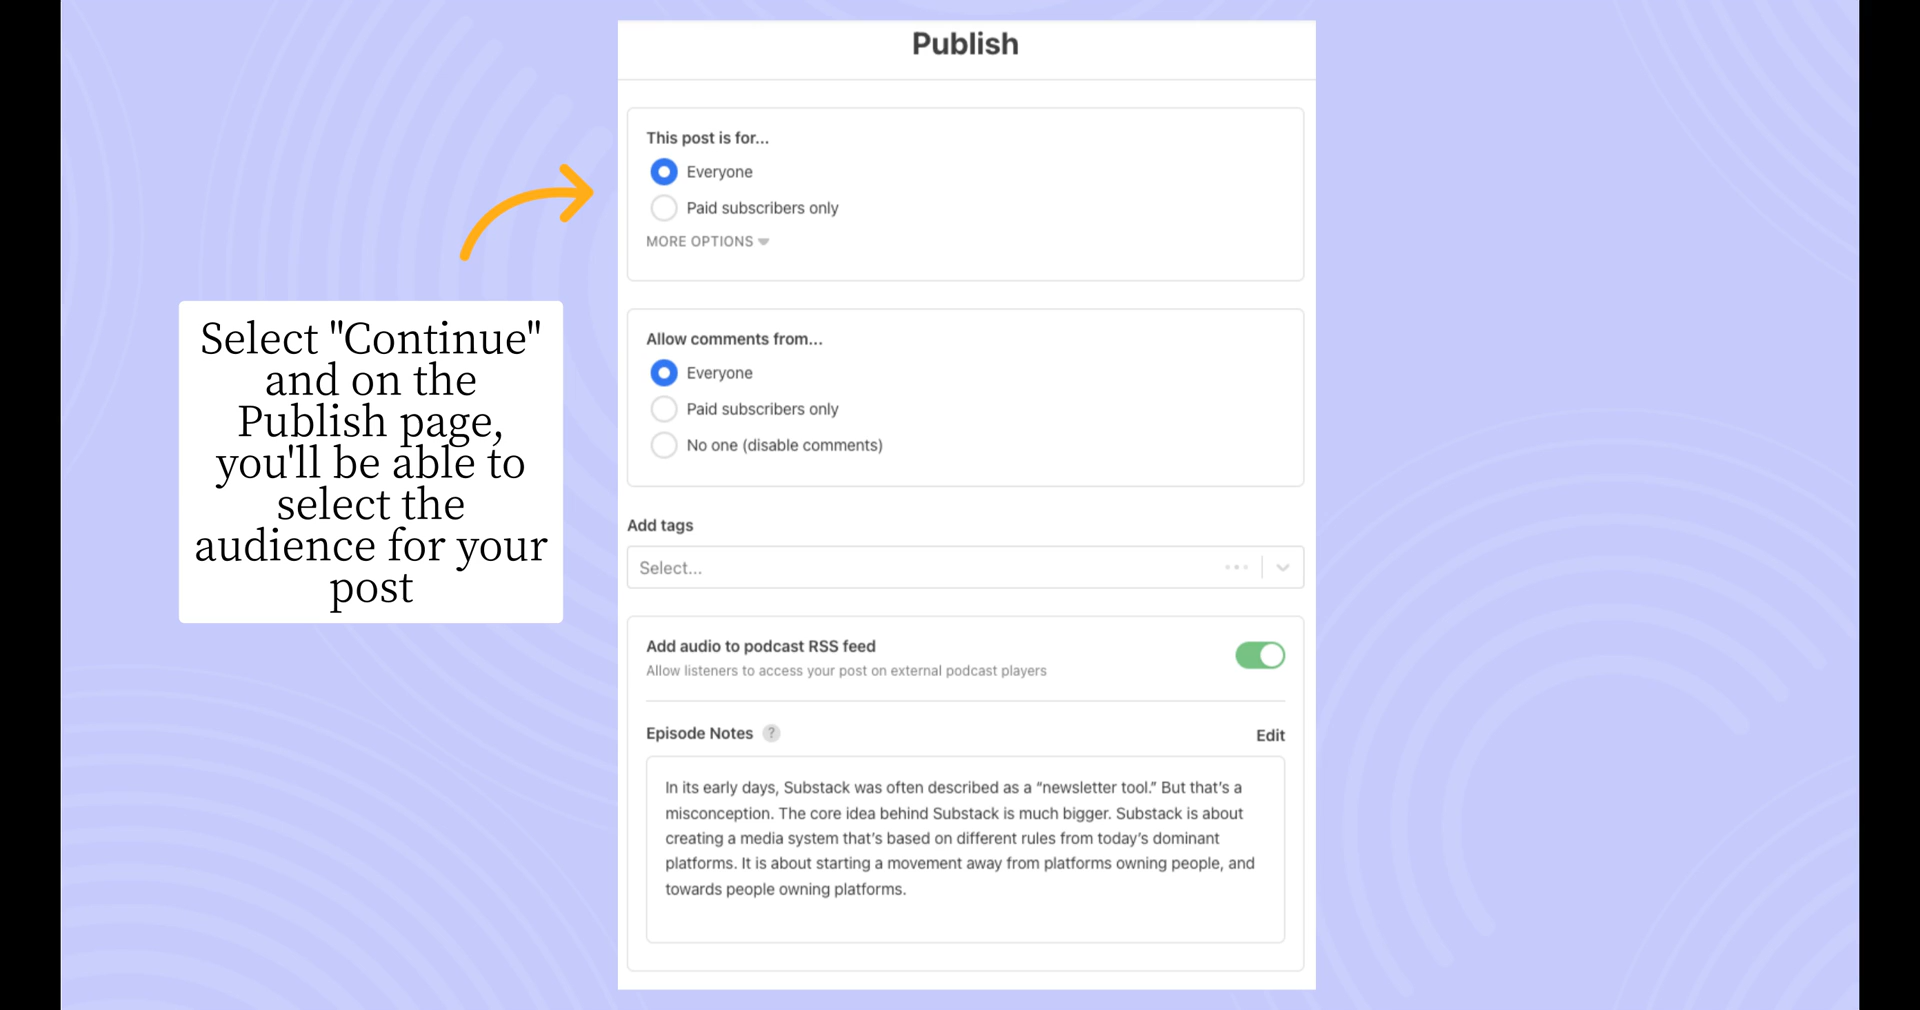 Publish
This post is for...
Everyone
Paid subscribers only
MORE OPTIONS
Select "Continue"
and on the
Publish page,
you'll be able to
select the
audience for your
post
Allow comments from...
Everyone
Paid subscribers only
No one (disable comments)
Add tags
Select...
Add audio to podcast RSS feed
Allow listeners to access your post on external podcast players
Episode Notes ?
Edit
In its early days, Substack was often described as a “newsletter tool.” But that’s a
misconception. The core idea behind Substack is much bigger. Substack is about
creating a media system that’s based on different rules from today’s dominant
platforms. It is about starting a movement away from platforms owning people, and
towards people owning platforms.